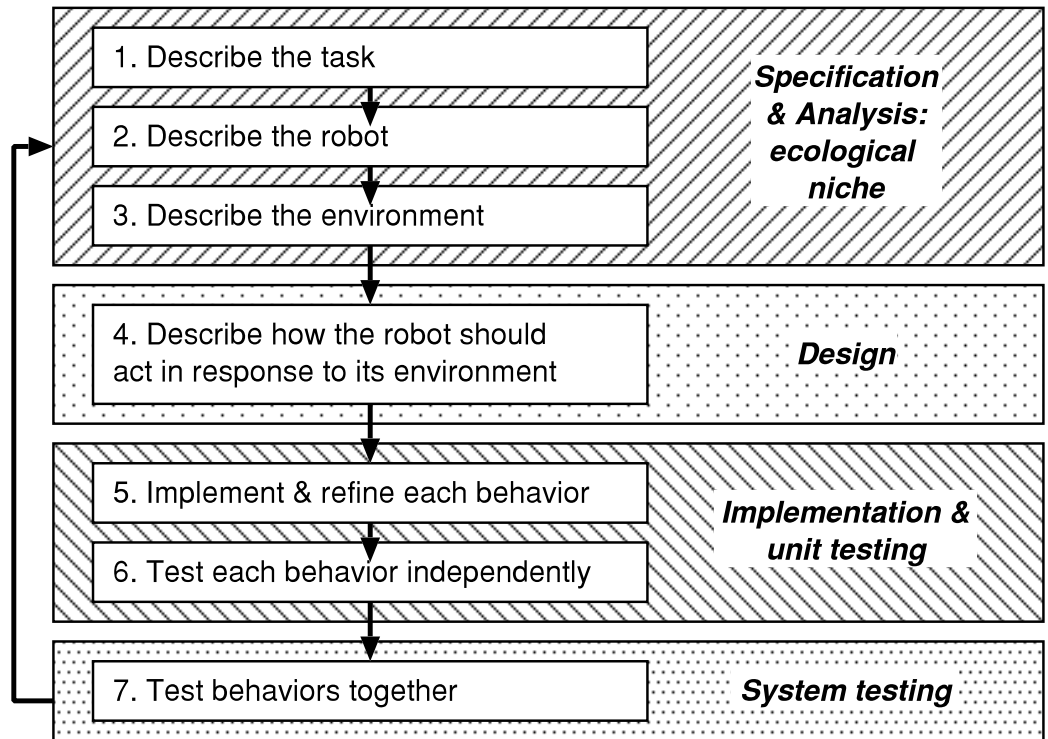 1. Describe the task
2. Describe the robot
3. Describe the environment
Specification
& Analysis:
ecological
niche
4. Describe how the robot should
act in response to its environment
Design
5. Implement & refine each behavior
6. Test each behavior independently
Implementation &
unit testing
7. Test behaviors together
System testing